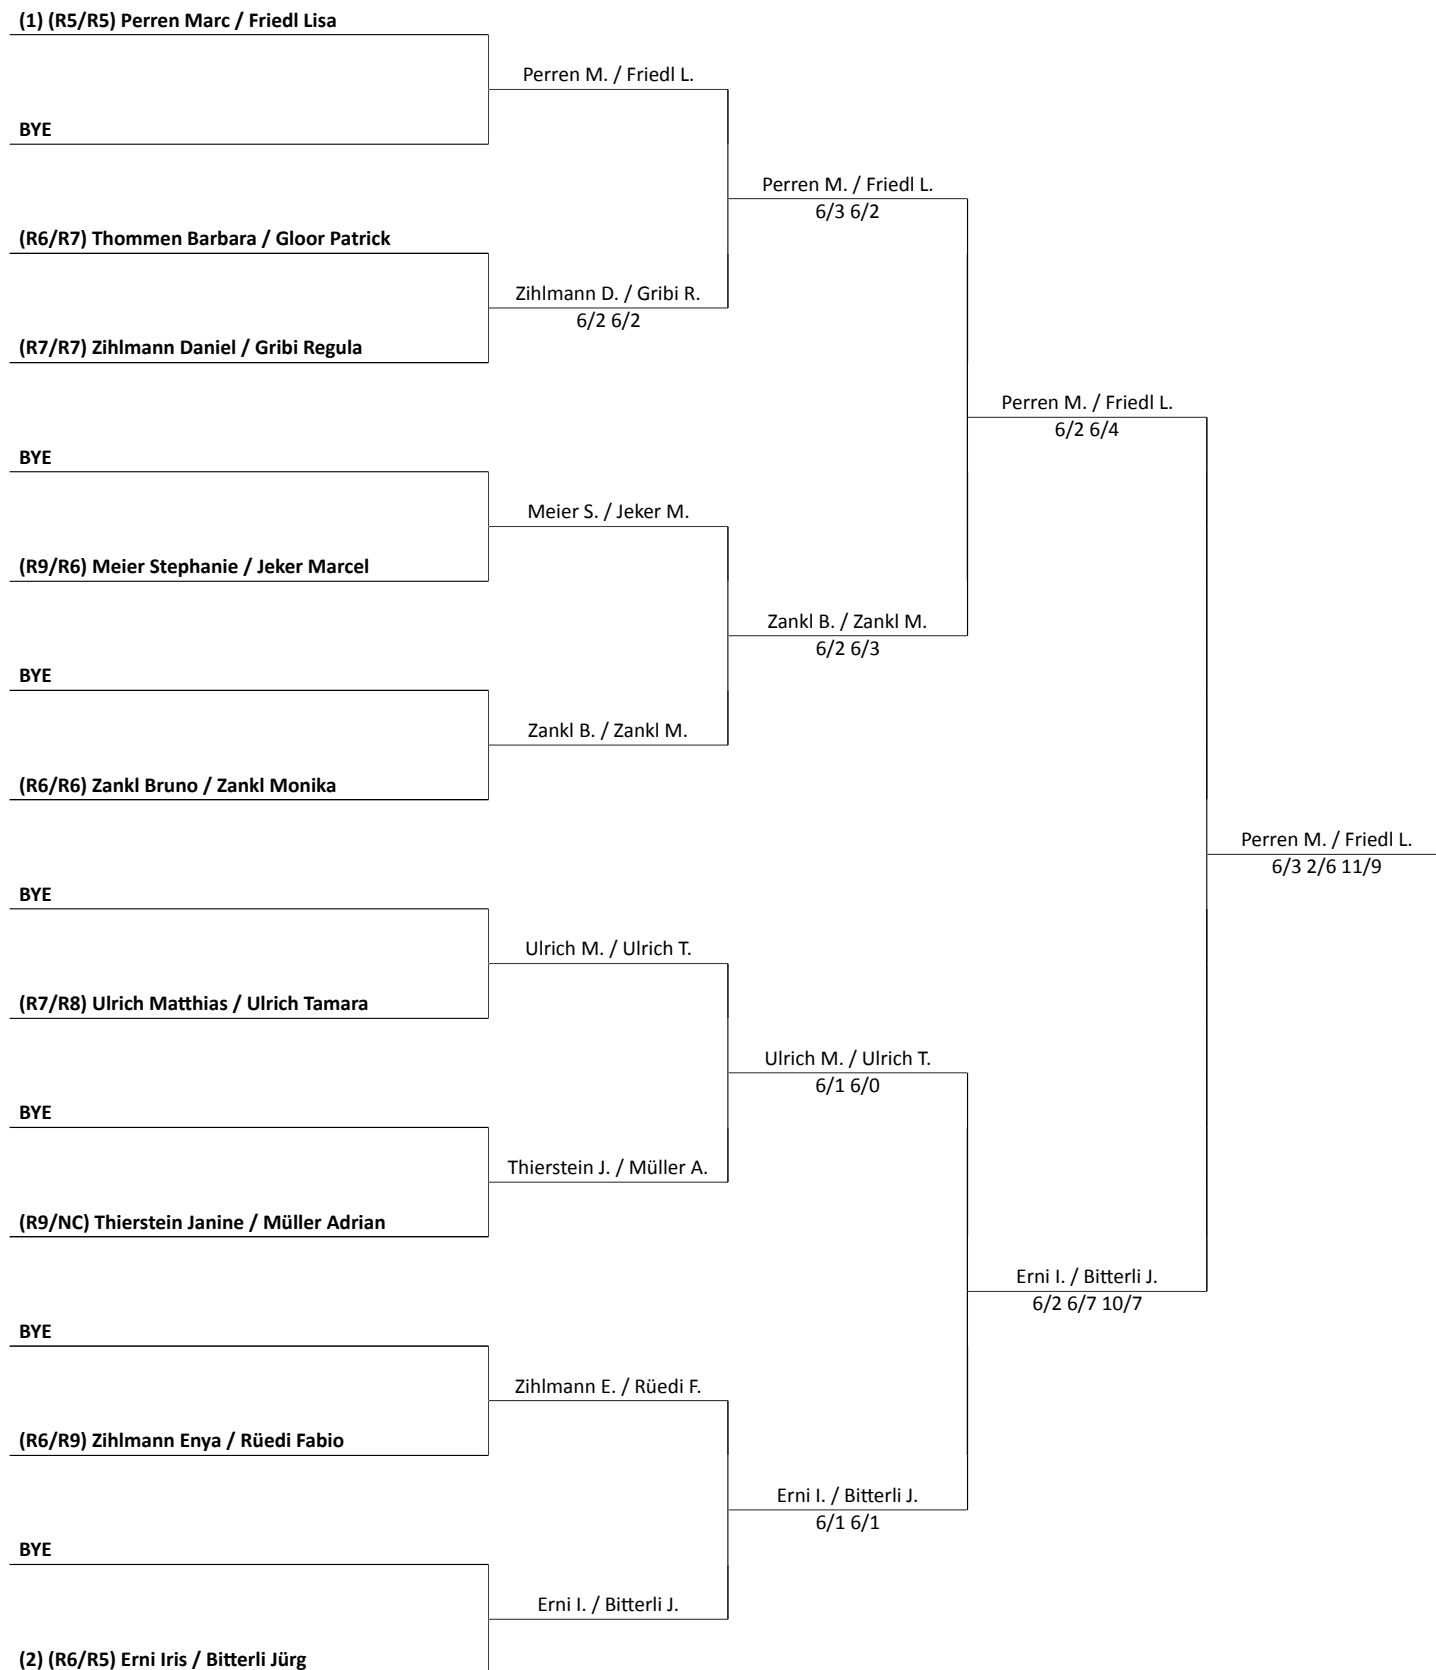 (1) (R5/R5) Perren Marc / Friedl Lisa
Perren M. / Friedl L.
BYE
Perren M. / Friedl L.
6/3 6/2
(R6/R7) Thommen Barbara / Gloor Patrick
Zihlmann D. / Gribi R.
6/2 6/2
(R7/R7) Zihlmann Daniel / Gribi Regula
Perren M. / Friedl L.
6/2 6/4
BYE
Meier S. / Jeker M.
(R9/R6) Meier Stephanie / Jeker Marcel
Zankl B. / Zankl M.
6/2 6/3
BYE
Zankl B. / Zankl M.
(R6/R6) Zankl Bruno / Zankl Monika
Perren M. / Friedl L.
6/3 2/6 11/9
BYE
Ulrich M. / Ulrich T.
(R7/R8) Ulrich Matthias / Ulrich Tamara
Ulrich M. / Ulrich T.
6/1 6/0
BYE
Thierstein J. / Müller A.
(R9/NC) Thierstein Janine / Müller Adrian
Erni I. / Bitterli J.
6/2 6/7 10/7
BYE
Zihlmann E. / Rüedi F.
(R6/R9) Zihlmann Enya / Rüedi Fabio
Erni I. / Bitterli J.
6/1 6/1
BYE
Erni I. / Bitterli J.
(2) (R6/R5) Erni Iris / Bitterli Jürg